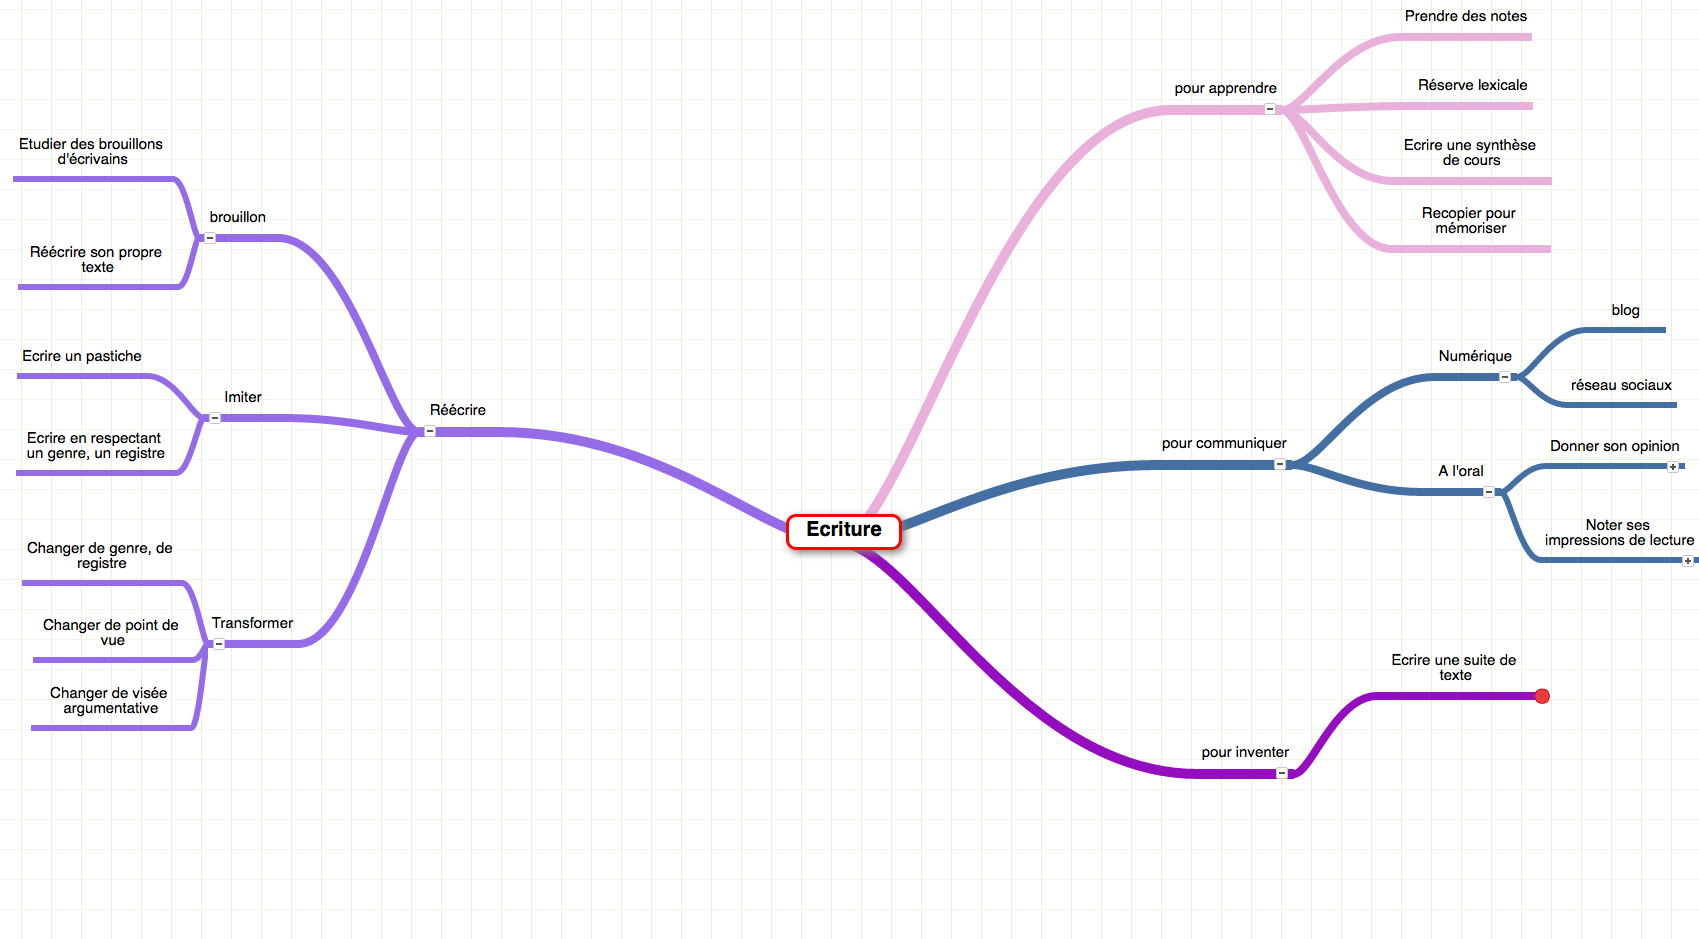 Ecriture
pour apprendre
Prendre des notes
Réserve lexicale
Ecrire une synthèse
de cours
Recopier pour
mémoriser
pour communiquer
Numérique
blog
réseau sociaux
A l'oral
Donner son opinion
Noter ses
impressions de lecture
pour inventer
Ecrire une suite de
texte
Réécrire
brouillon
Etudier des brouillons
d'écrivains
Réécrire son propre
texte
Imiter
Ecrire un pastiche
Ecrire en respectant
un genre, un registre
Transformer
Changer de genre, de
registre
Changer de point de
vue
Changer de visée
argumentative